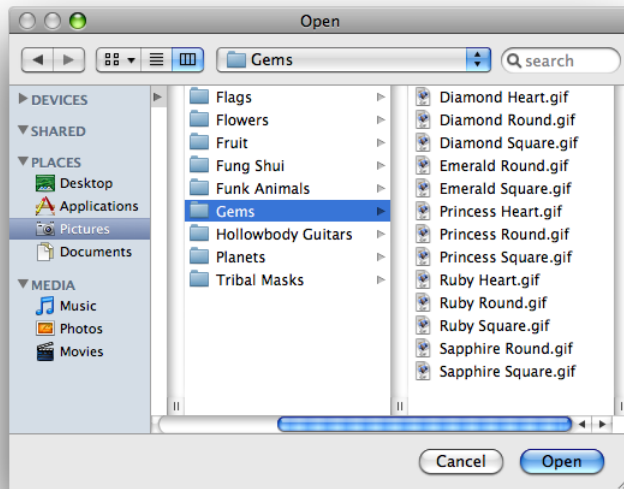 Open
Gems
search
DEVICES
SHARED
PLACES
Desktop
Applications
Pictures
Documents
MEDIA
Music
Photos
Movies
Flags
Flowers
Fruit
Fung Shui
Funk Animals
Gems
Hollowbody Guitars
Planets
Tribal Masks
Diamond Heart.gif
Diamond Round.gif
Diamond Square.gif
Emerald Round.gif
Emerald Square.gif
Princess Heart.gif
Princess Round.gif
Princess Square.gif
Ruby Heart.gif
Ruby Round.gif
Ruby Square.gif
Sapphire Round.gif
Sapphire Square.gif
Cancel
Open